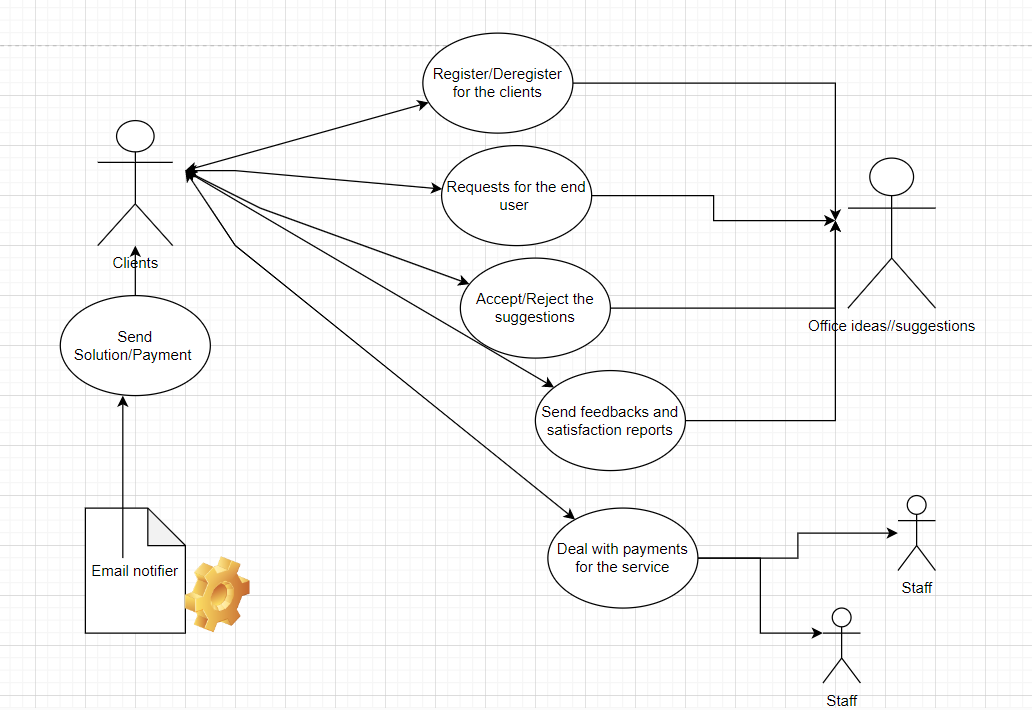 Register/Deregister
for the clients
Requests for the end
user
Clients
Accept/Reject the
suggestions
Office ideas//suggestions
Send
Solution/Payment
Send feedbacks and
satisfaction reports
Deal with payments
for the service
Email notifier
Staff
Staff